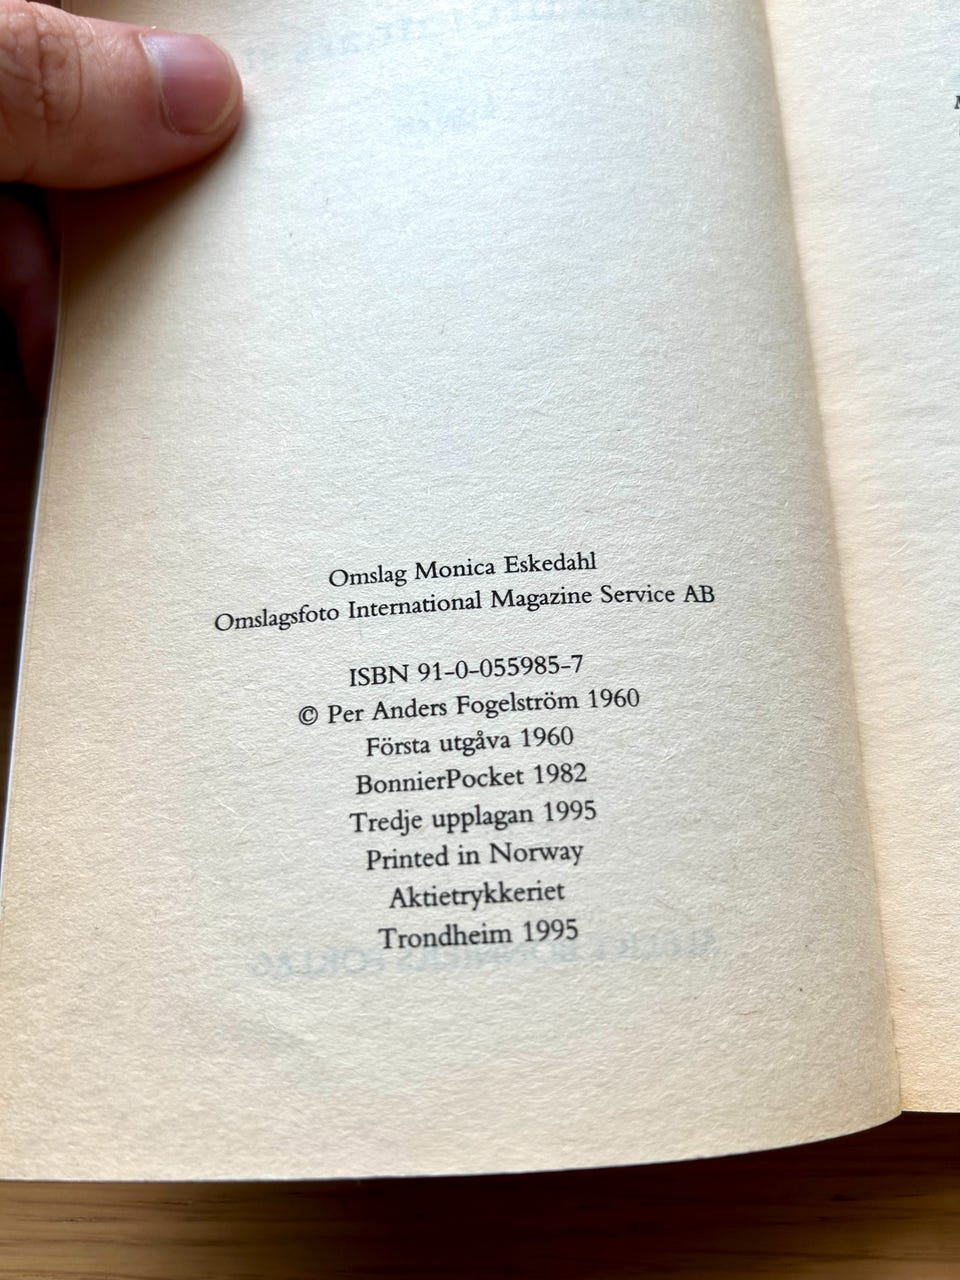 Omslag Monica Eskedahl
Omslagsfoto International Magazine Service AB
ISBN 91-0-055985-7
© Per Anders Fogelström 1960
Första utgåva 1960
BonnierPocket 1982
Tredje upplagan 1995
Printed in Norway
Aktietrykkeriet
Trondheim 1995